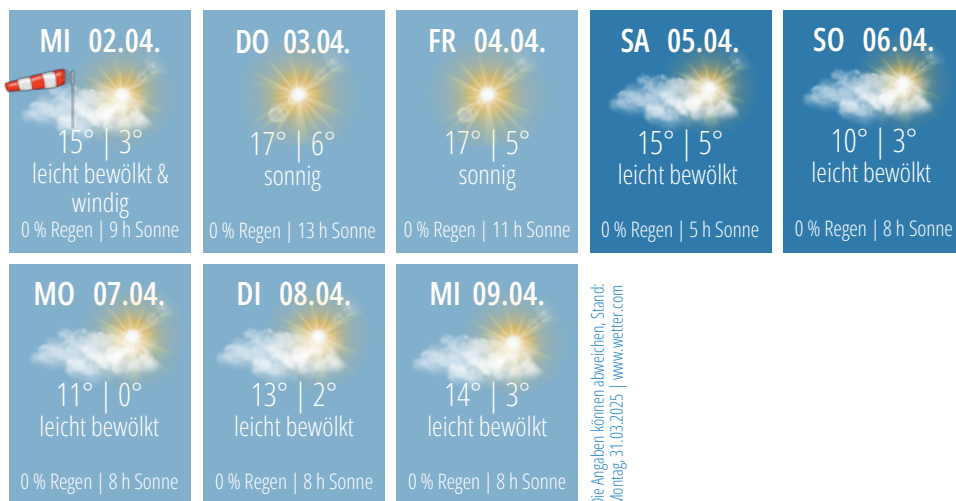 MI 02.04.
15° | 3°
leicht bewölkt &
windig
0 % Regen | 9 h Sonne
DO 03.04.
17° | 6°
sonnig
0 % Regen | 13 h Sonne
FR 04.04.
17° | 5°
sonnig
0 % Regen | 11 h Sonne
SA 05.04.
15° | 5°
leicht bewölkt
0 % Regen | 5 h Sonne
SO 06.04.
10° | 3°
leicht bewölkt
0 % Regen | 8 h Sonne
MO 07.04.
11° | 0°
leicht bewölkt
0 % Regen | 8 h Sonne
DI 08.04.
13° | 2°
leicht bewölkt
0 % Regen | 8 h Sonne
MI 09.04.
14° | 3°
leicht bewölkt
0 % Regen | 8 h Sonne
Die Angaben können abweichen, Stand:
Montag, 31.03.2025 | www.wetter.com